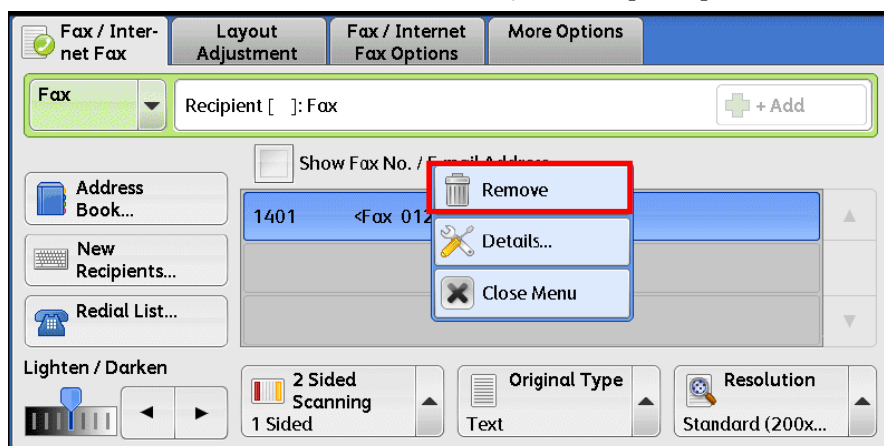 Fax / Inter-
net Fax
Layout
Adjustment
Fax / Internet
Fax Options
More Options
Fax
Recipient [ ]: Fax
+ Add
Show Fax No. /
Address
Book...
New
Recipients...
Redial List...
1401 <Fax 012
Remove
Details...
Close Menu
Lighten / Darken
2 Sided
Scanning
1 Sided
Original Type
Text
Resolution
Standard (200x...